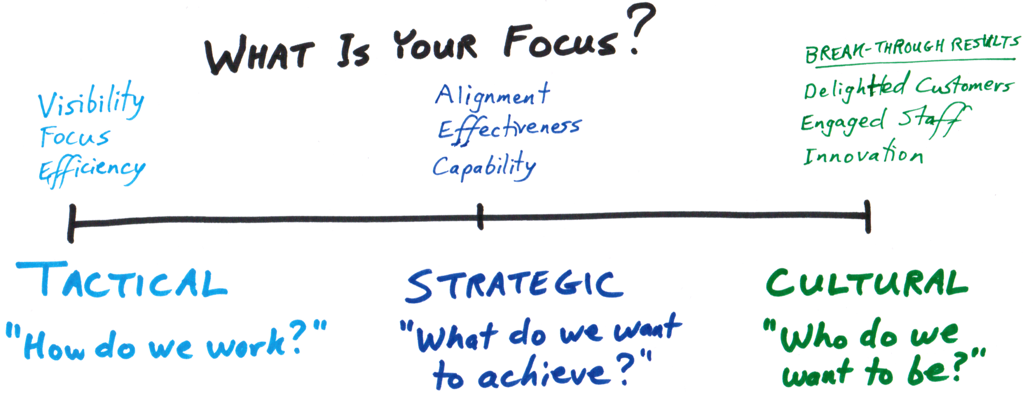 WHAT IS YOUR FOCUS?
Visibility
Focus
Efficiency
Alignment
Effectiveness
Capability
BREAK-THROUGH RESULTS
Delightted Customers
Engaged Staff
Innovation
TACTICAL
"How do we work?"
STRATEGIC
"What do we want
to achieve?"
CULTURAL
"Who do we
want to be?"